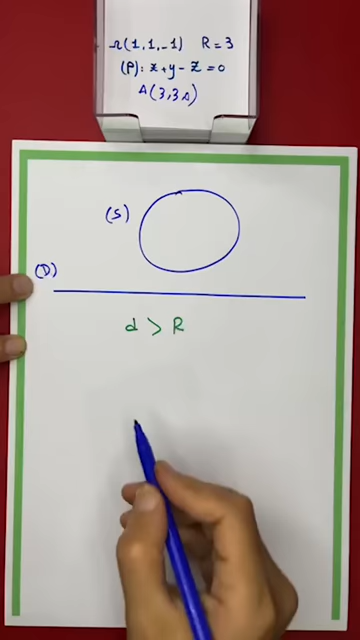 Ω(1,1,-1) R=3
(P): x+y-z=0
A(3,3,1)
(S)
(D)
d > R